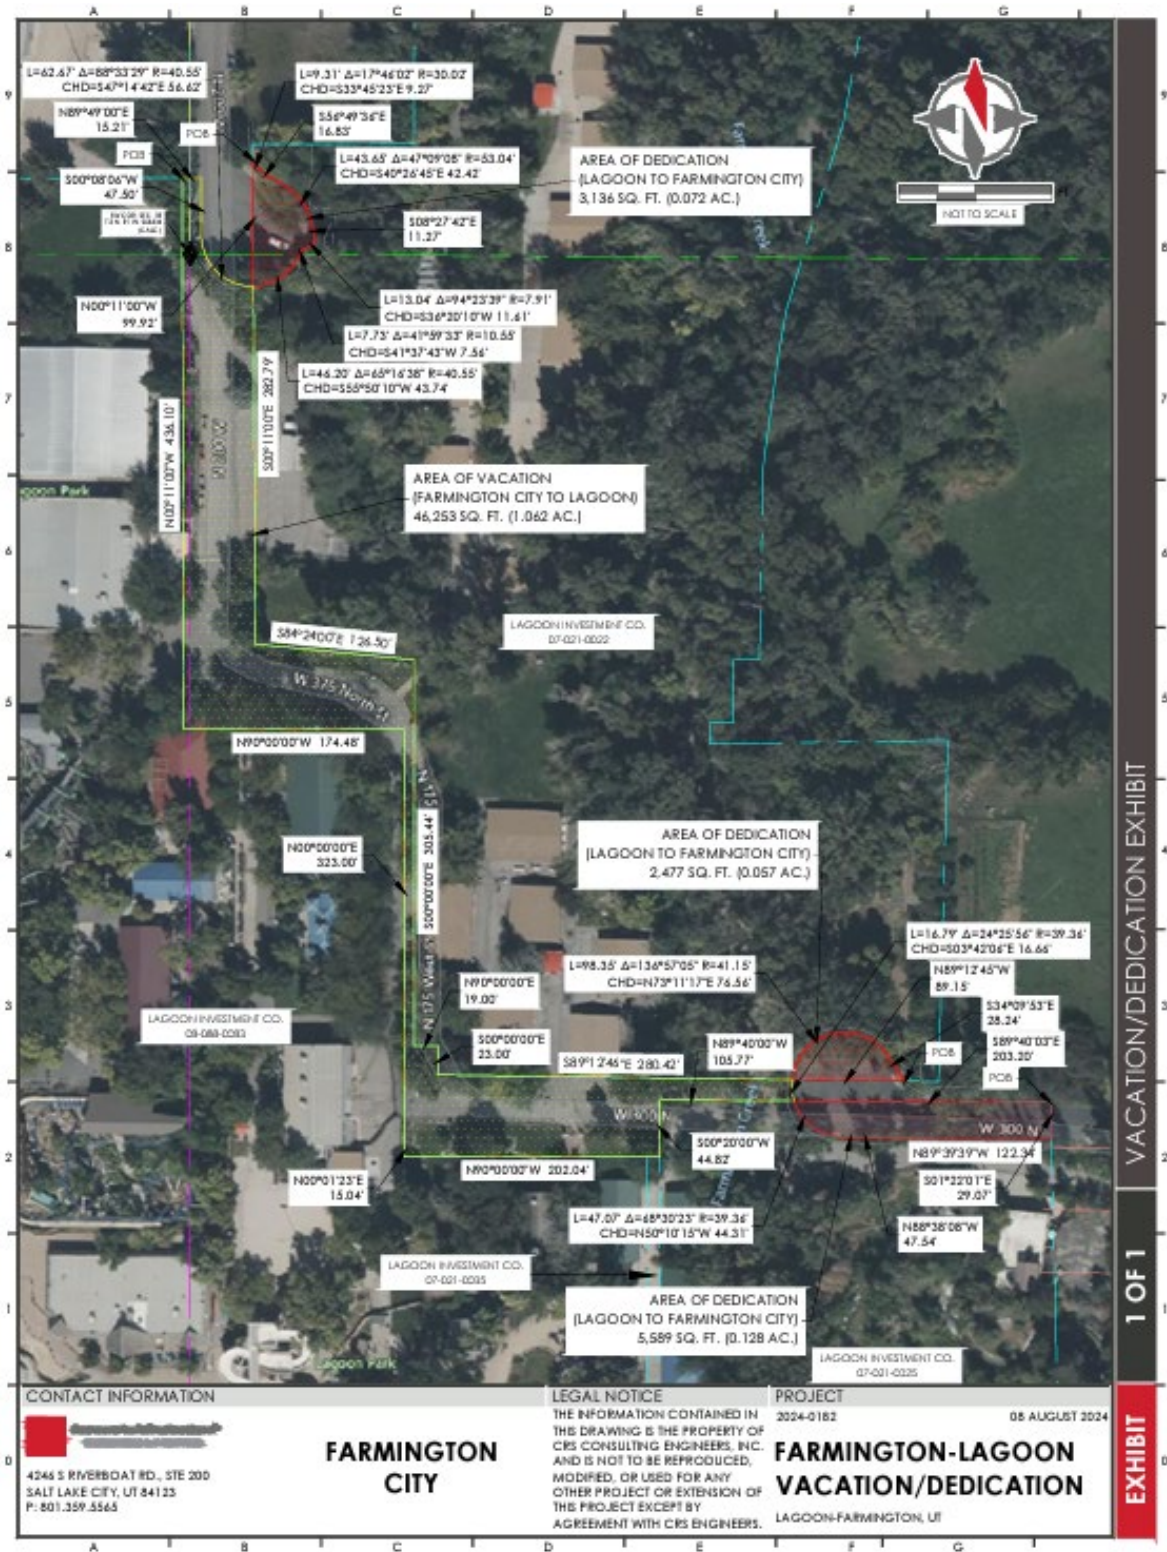 A B C D E F G
L=62.67' Δ=88°33'29" R=40.55'
CHD=S47°14'42"E 56.62'
L=9.31' Δ=17°46'02" R=30.02'
CHD=S33°45'23"E 9.27'
N89°49'00"E
15.21'
S56°49'36"E
16.83'
POB
POB
L=43.65' Δ=47°09'08" R=53.04'
CHD=S40°26'45"E 42.42'
AREA OF DEDICATION
(LAGOON TO FARMINGTON CITY)
3,136 SQ. FT. (0.072 AC.)
N
NOT TO SCALE
S00°08'06"W
47.50'
S08°27'42"E
11.27'
N00°11'00"W
99.92'
L=13.04' Δ=94°23'39" R=7.91'
CHD=S36°20'10"W 11.61'
L=7.73' Δ=41°59'33" R=10.55'
CHD=S41°37'43"W 7.56'
L=46.20' Δ=65°16'38" R=40.55'
CHD=S55°50'10"W 43.74'
N00°11'00"W 436.10'
S00°11'00"E 282.79'
AREA OF VACATION
(FARMINGTON CITY TO LAGOON)
46,253 SQ. FT. (1.062 AC.)
goon Park
LAGOON INVESTMENT CO.
07-021-0022
S84°24'00"E 126.50'
W 375 North St
N90°00'00"W 174.48'
AREA OF DEDICATION
(LAGOON TO FARMINGTON CITY)
2,477 SQ. FT. (0.057 AC.)
N00°00'00"E
323.00'
S00°00'00"E 305.44'
L=16.79' Δ=24°25'56" R=39.36'
CHD=S03°42'06"E 16.66'
L=98.35' Δ=136°57'05" R=41.15'
CHD=N73°11'17"E 76.56'
N89°12'45"W
89.15'
N90°00'00"E
19.00'
S34°09'53"E
28.24'
LAGOON INVESTMENT CO.
S00°00'00"E
23.00'
S89°12'46"E 280.42'
N89°40'00"W
105.77'
POB
S89°40'03"E
203.20'
POB
W 300 N
W 300 N
S00°20'00"W
44.82'
N89°39'39"W 122.34'
N90°00'00"W 202.04'
N00°01'23"E
15.04'
S01°22'01"E
29.07'
L=47.07' Δ=68°30'23" R=39.36'
CHD=N50°10'15"W 44.31'
N88°38'08"W
47.54'
LAGOON INVESTMENT CO.
07-021-0035
AREA OF DEDICATION
(LAGOON TO FARMINGTON CITY)
5,589 SQ. FT. (0.128 AC.)
LAGOON INVESTMENT CO.
Lagoon Park
VACATION/DEDICATION EXHIBIT
1 OF 1
EXHIBIT
CONTACT INFORMATION
4246 S RIVERBOAT RD., STE 200
SALT LAKE CITY, UT 84123
P: 801.359.5565
FARMINGTON
CITY
LEGAL NOTICE
THE INFORMATION CONTAINED IN
THIS DRAWING IS THE PROPERTY OF
CRS CONSULTING ENGINEERS, INC.
AND IS NOT TO BE REPRODUCED,
MODIFIED, OR USED FOR ANY
OTHER PROJECT OR EXTENSION OF
THIS PROJECT EXCEPT BY
AGREEMENT WITH CRS ENGINEERS.
PROJECT
2024-0182 08 AUGUST 2024
FARMINGTON-LAGOON
VACATION/DEDICATION
LAGOON-FARMINGTON, UT
A B C D E F G